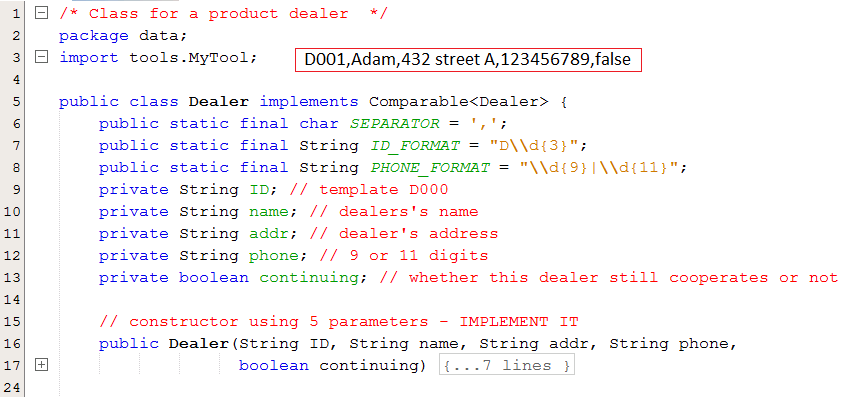 1 /* Class for a product dealer */
2 package data;
3 import tools.MyTool; D001,Adam,432 street A,123456789,false
4
5 public class Dealer implements Comparable<Dealer> {
6 public static final char SEPARATOR = ',';
7 public static final String ID_FORMAT = "D\\d{3}";
8 public static final String PHONE_FORMAT = "\\d{9}|\\d{11}";
9 private String ID; // template D000
10 private String name; // dealers's name
11 private String addr; // dealer's address
12 private String phone; // 9 or 11 digits
13 private boolean continuing; // whether this dealer still cooperates or not
14
15 // constructor using 5 parameters - IMPLEMENT IT
16 public Dealer(String ID, String name, String addr, String phone,
17 boolean continuing) {...7 lines }
24